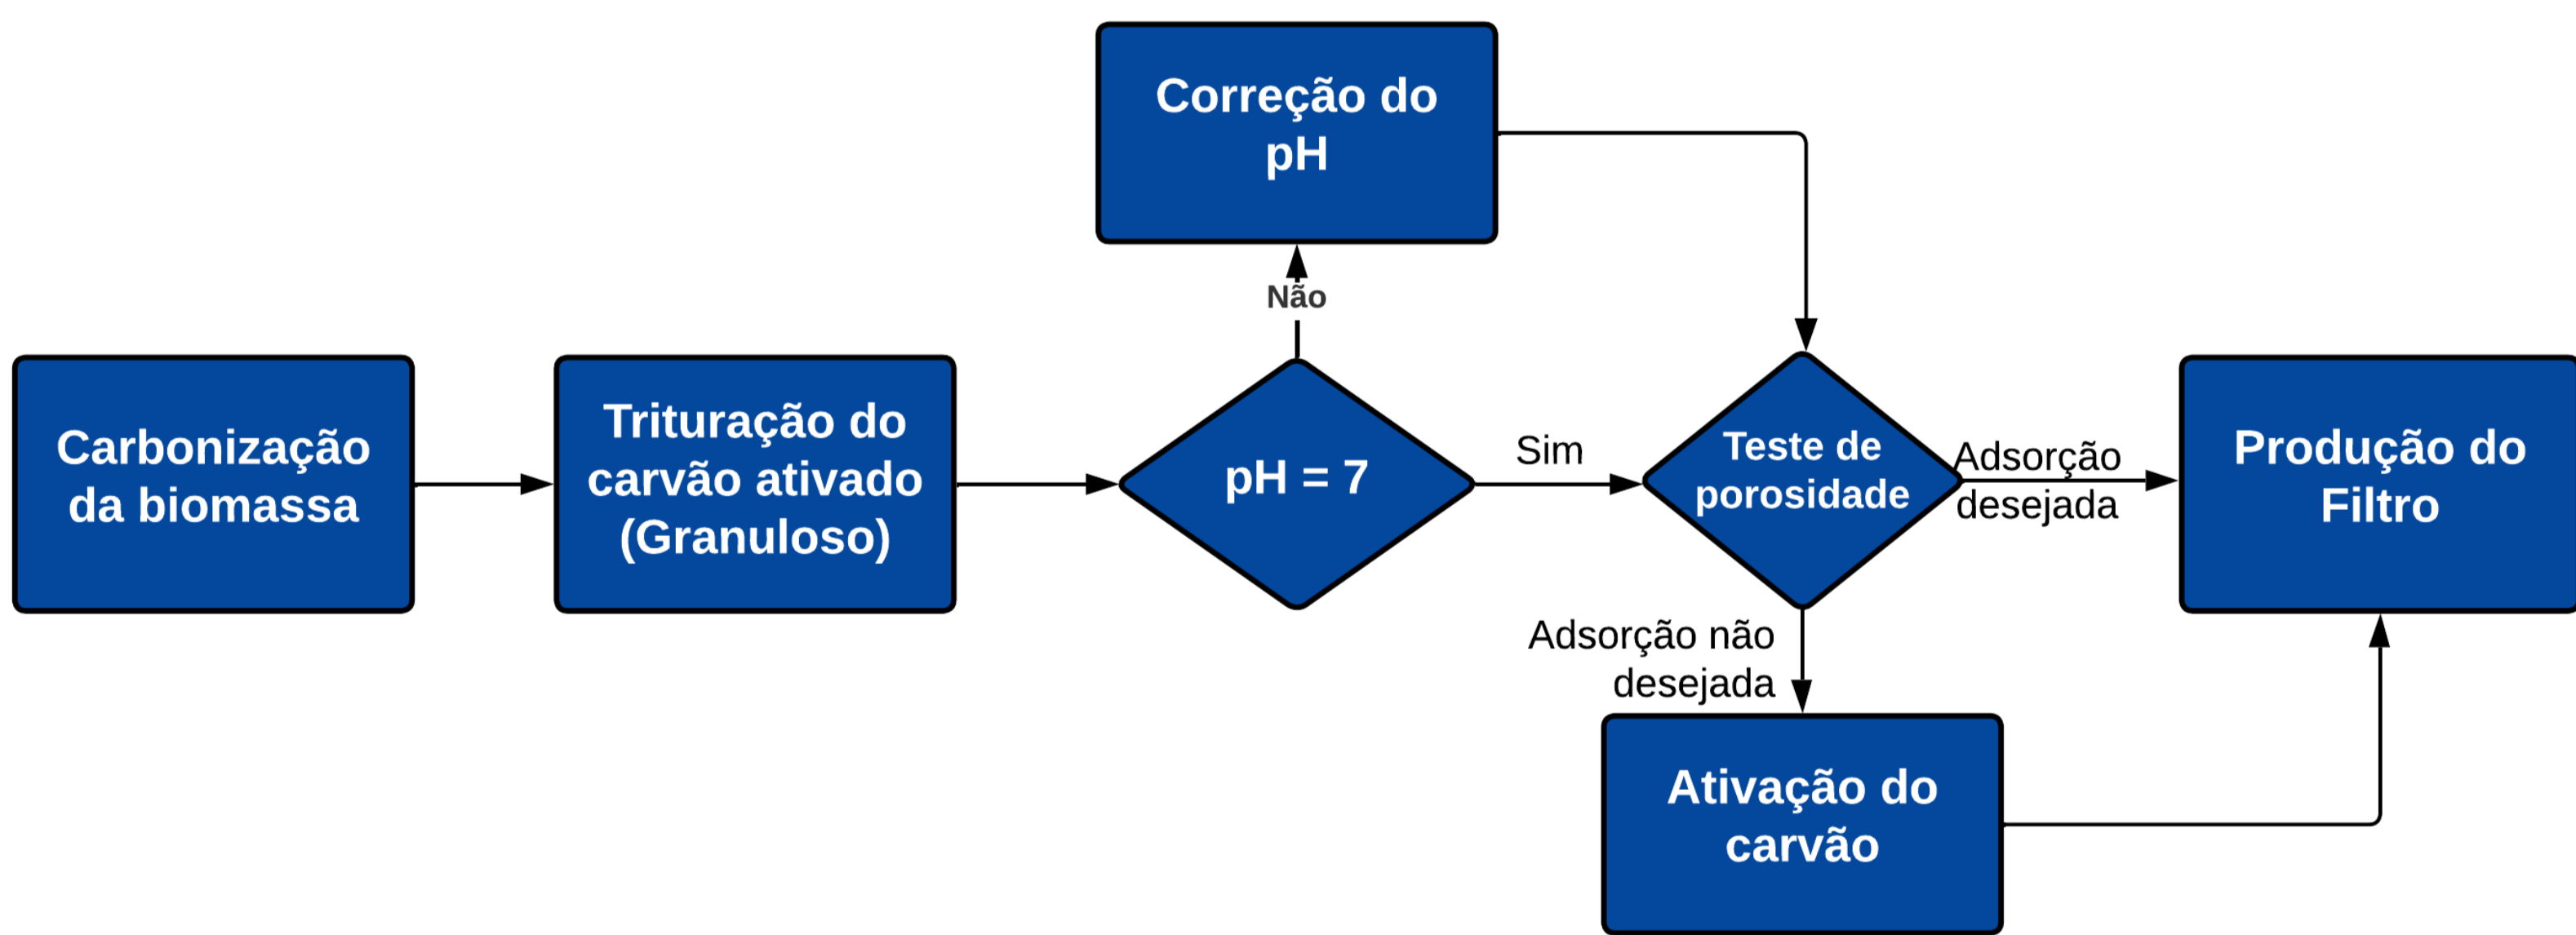 Correção do
pH
Não
Carbonização
da biomassa
Trituração do
carvão ativado
(Granuloso)
pH = 7
Sim
Teste de
porosidade
Adsorção
desejada
Produção do
Filtro
Adsorção não
desejada
Ativação do
carvão